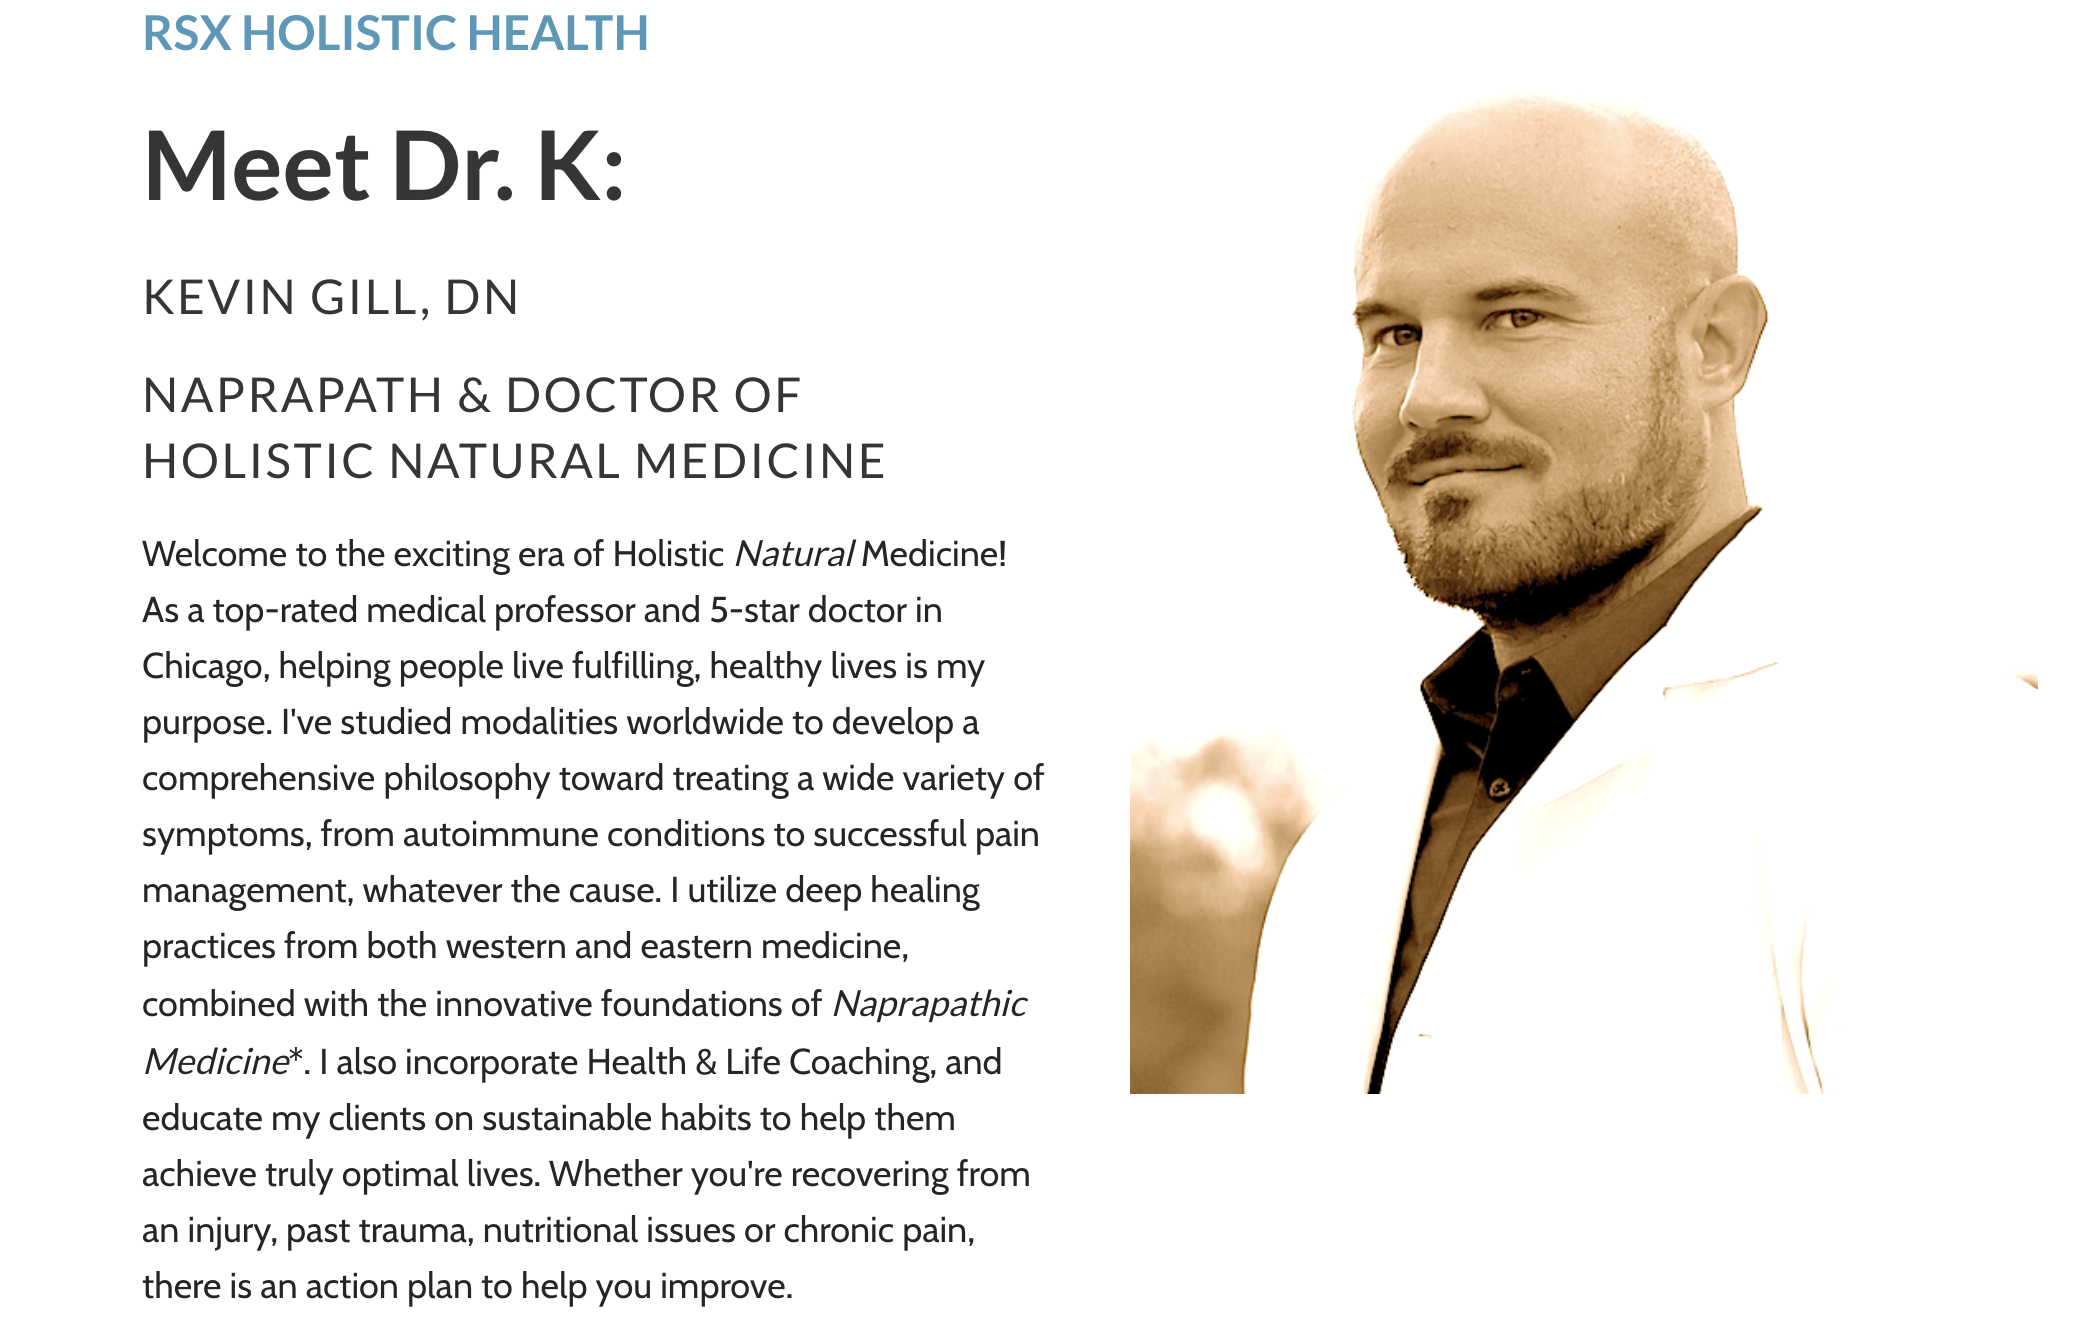 RSX HOLISTIC HEALTH
Meet Dr. K:
KEVIN GILL, DN
NAPRAPATH & DOCTOR OF
HOLISTIC NATURAL MEDICINE
Welcome to the exciting era of Holistic Natural Medicine!
As a top-rated medical professor and 5-star doctor in
Chicago, helping people live fulfilling, healthy lives is my
purpose. I've studied modalities worldwide to develop a
comprehensive philosophy toward treating a wide variety of
symptoms, from autoimmune conditions to successful pain
management, whatever the cause. I utilize deep healing
practices from both western and eastern medicine,
combined with the innovative foundations of Naprapathic
Medicine*. I also incorporate Health & Life Coaching, and
educate my clients on sustainable habits to help them
achieve truly optimal lives. Whether you're recovering from
an injury, past trauma, nutritional issues or chronic pain,
there is an action plan to help you improve.